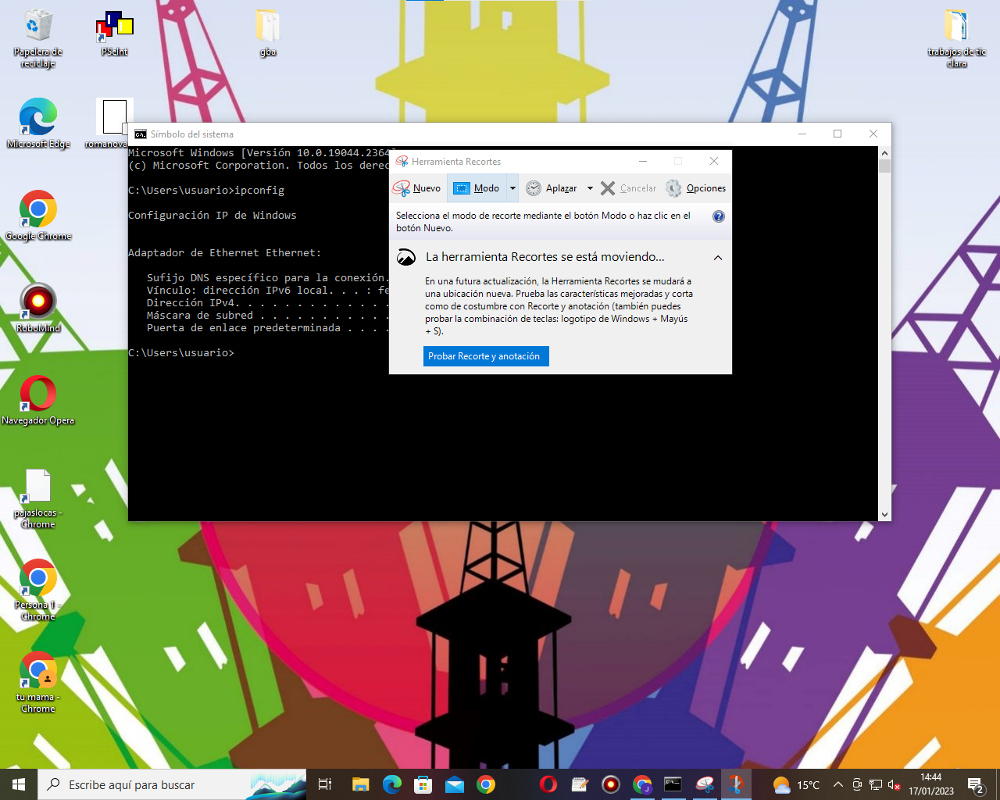 Papelera de
reciclaje
PSeInt
gba
trabajos de tic
clara
Microsoft Edge
romanova
Google Chrome
RoboMind
Navegador Opera
pajaslocas -
Chrome
Persona 1 -
Chrome
tu mama -
Chrome
Símbolo del sistema
Microsoft Windows [Versión 10.0.19044.2364]
(c) Microsoft Corporation. Todos los derec
C:\Users\usuario>ipconfig
Configuración IP de Windows
Adaptador de Ethernet Ethernet:
Sufijo DNS específico para la conexión.
Vínculo: dirección IPv6 local. . . : fe
Dirección IPv4. . . . . . . . . . . . .
Máscara de subred . . . . . . . . . . .
Puerta de enlace predeterminada . . . .
C:\Users\usuario>
Herramienta Recortes
Nuevo Modo Aplazar Cancelar Opciones
Selecciona el modo de recorte mediante el botón Modo o haz clic en el
botón Nuevo.
La herramienta Recortes se está moviendo...
En una futura actualización, la Herramienta Recortes se mudará a
una ubicación nueva. Prueba las características mejoradas y corta
como de costumbre con Recorte y anotación (también puedes
probar la combinación de teclas: logotipo de Windows + Mayús
+ S).
Probar Recorte y anotación
Escribe aquí para buscar
15°C
14:44
17/01/2023
2